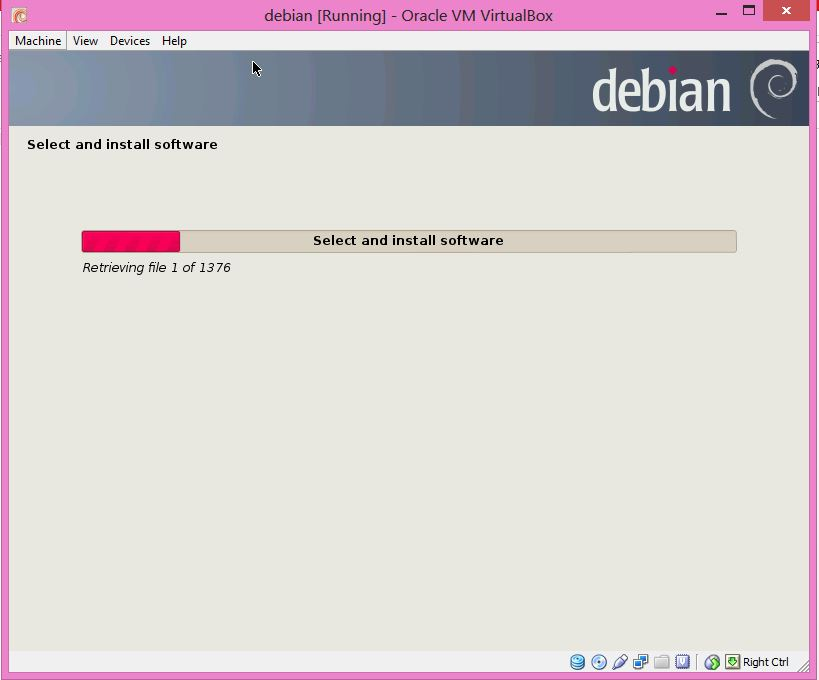 debian [Running] - Oracle VM VirtualBox
Machine View Devices Help
debian
Select and install software
Select and install software
Retrieving file 1 of 1376
Right Ctrl